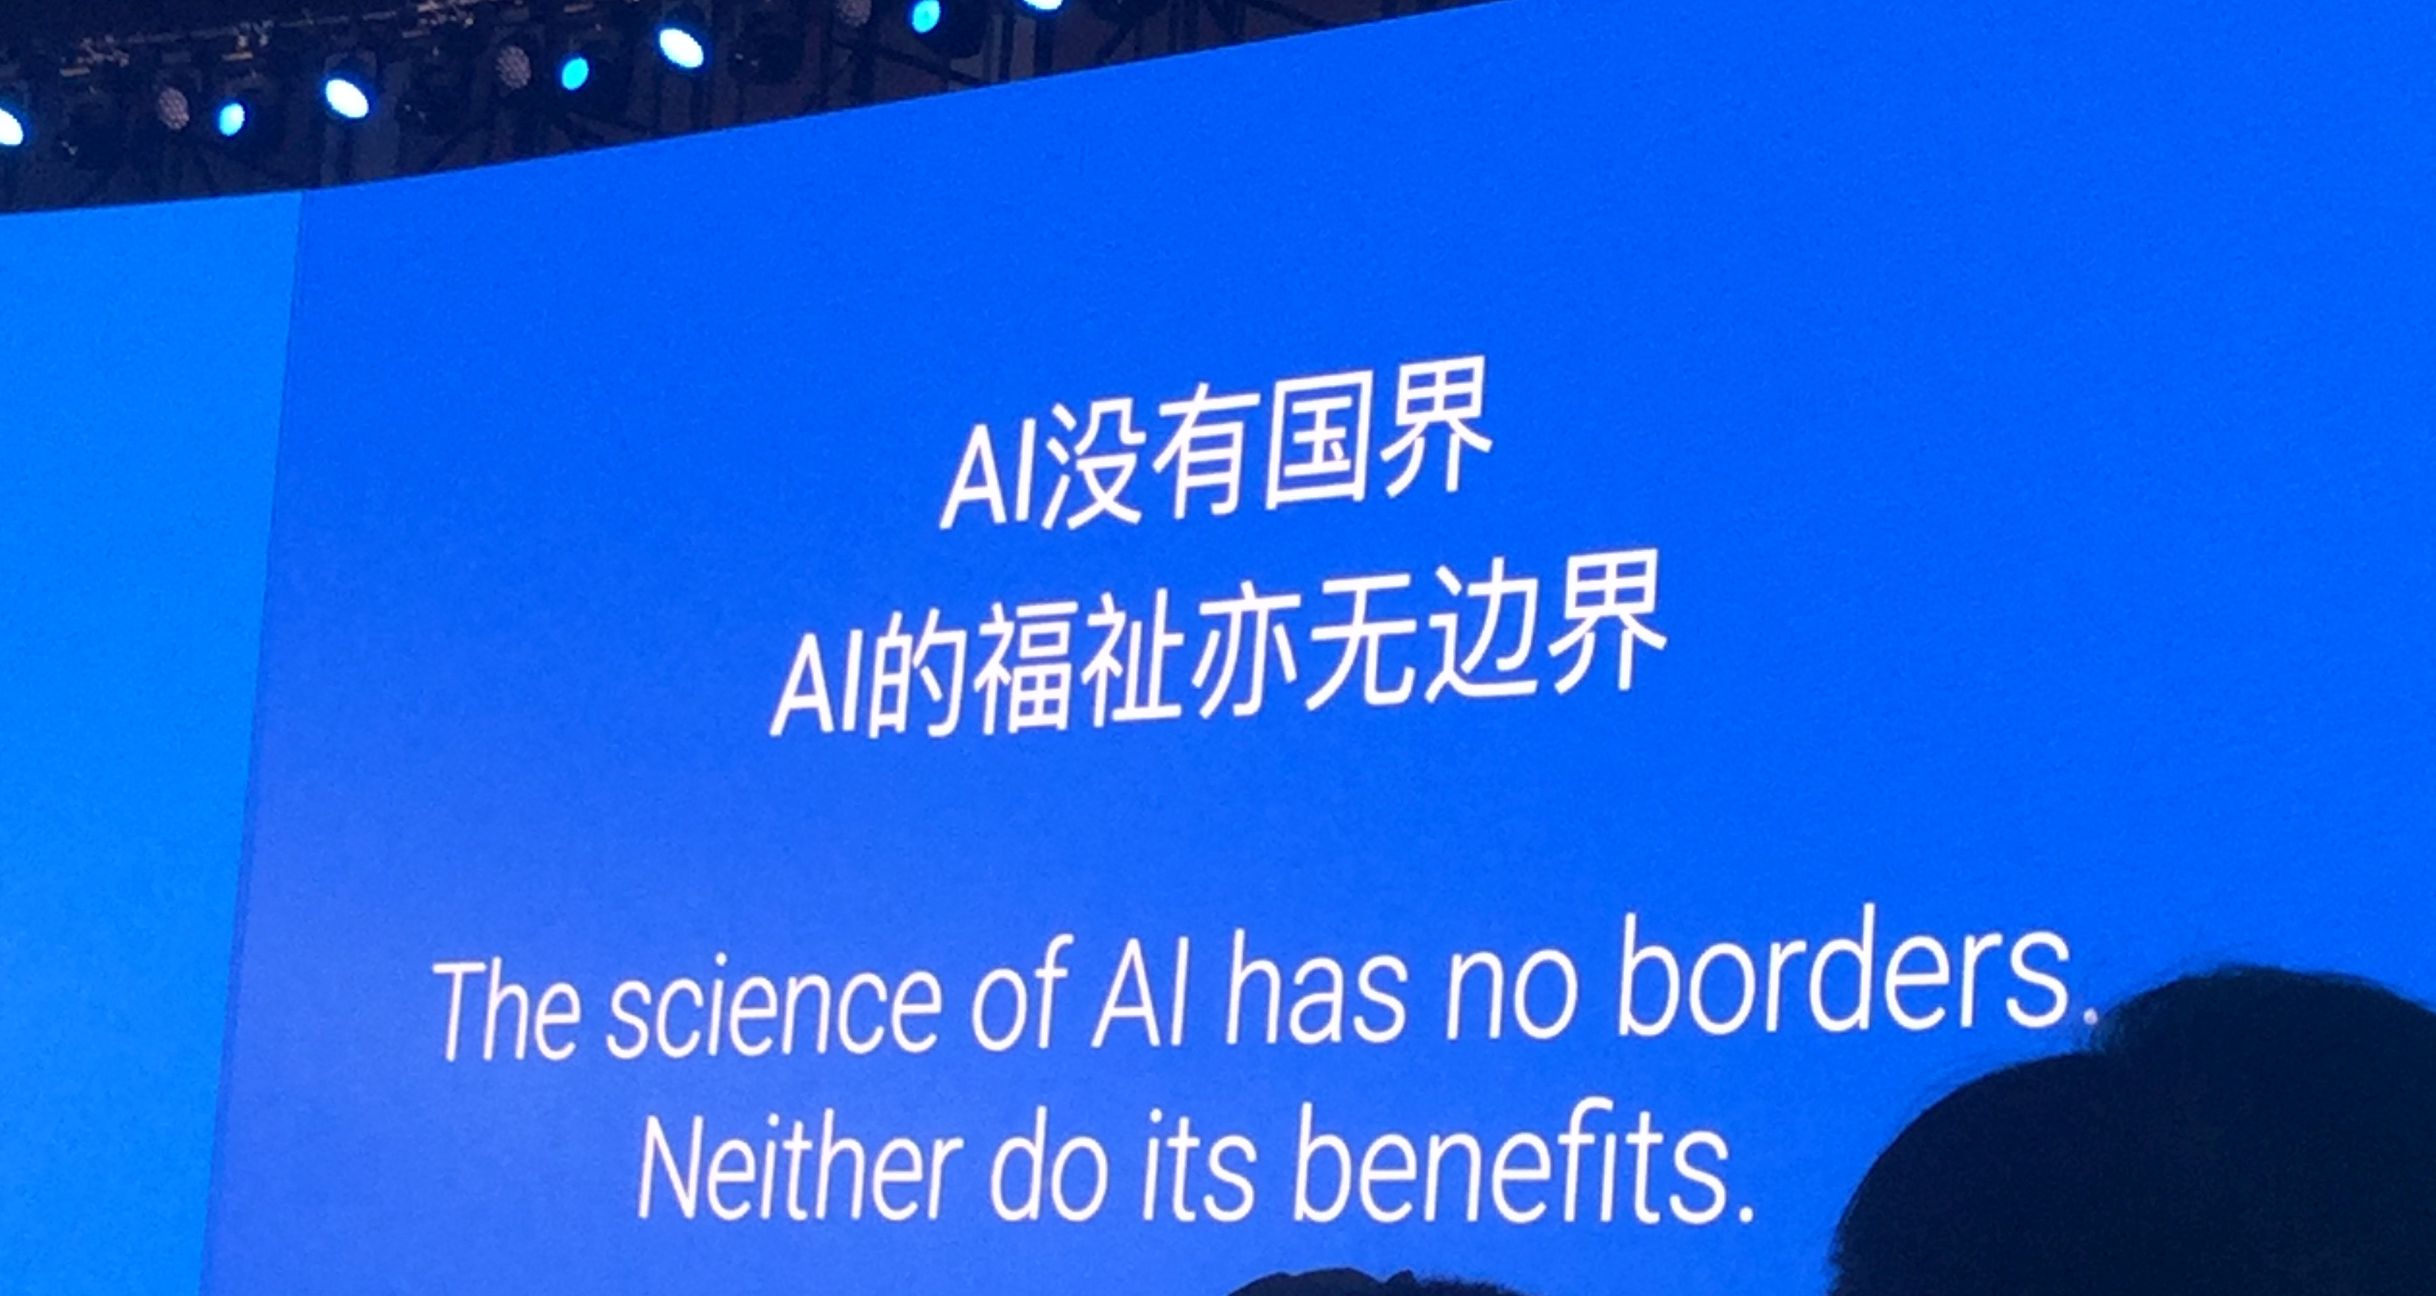 AI没有国界
AI的福祉亦无边界
The science of AI has no borders.
Neither do its benefits.